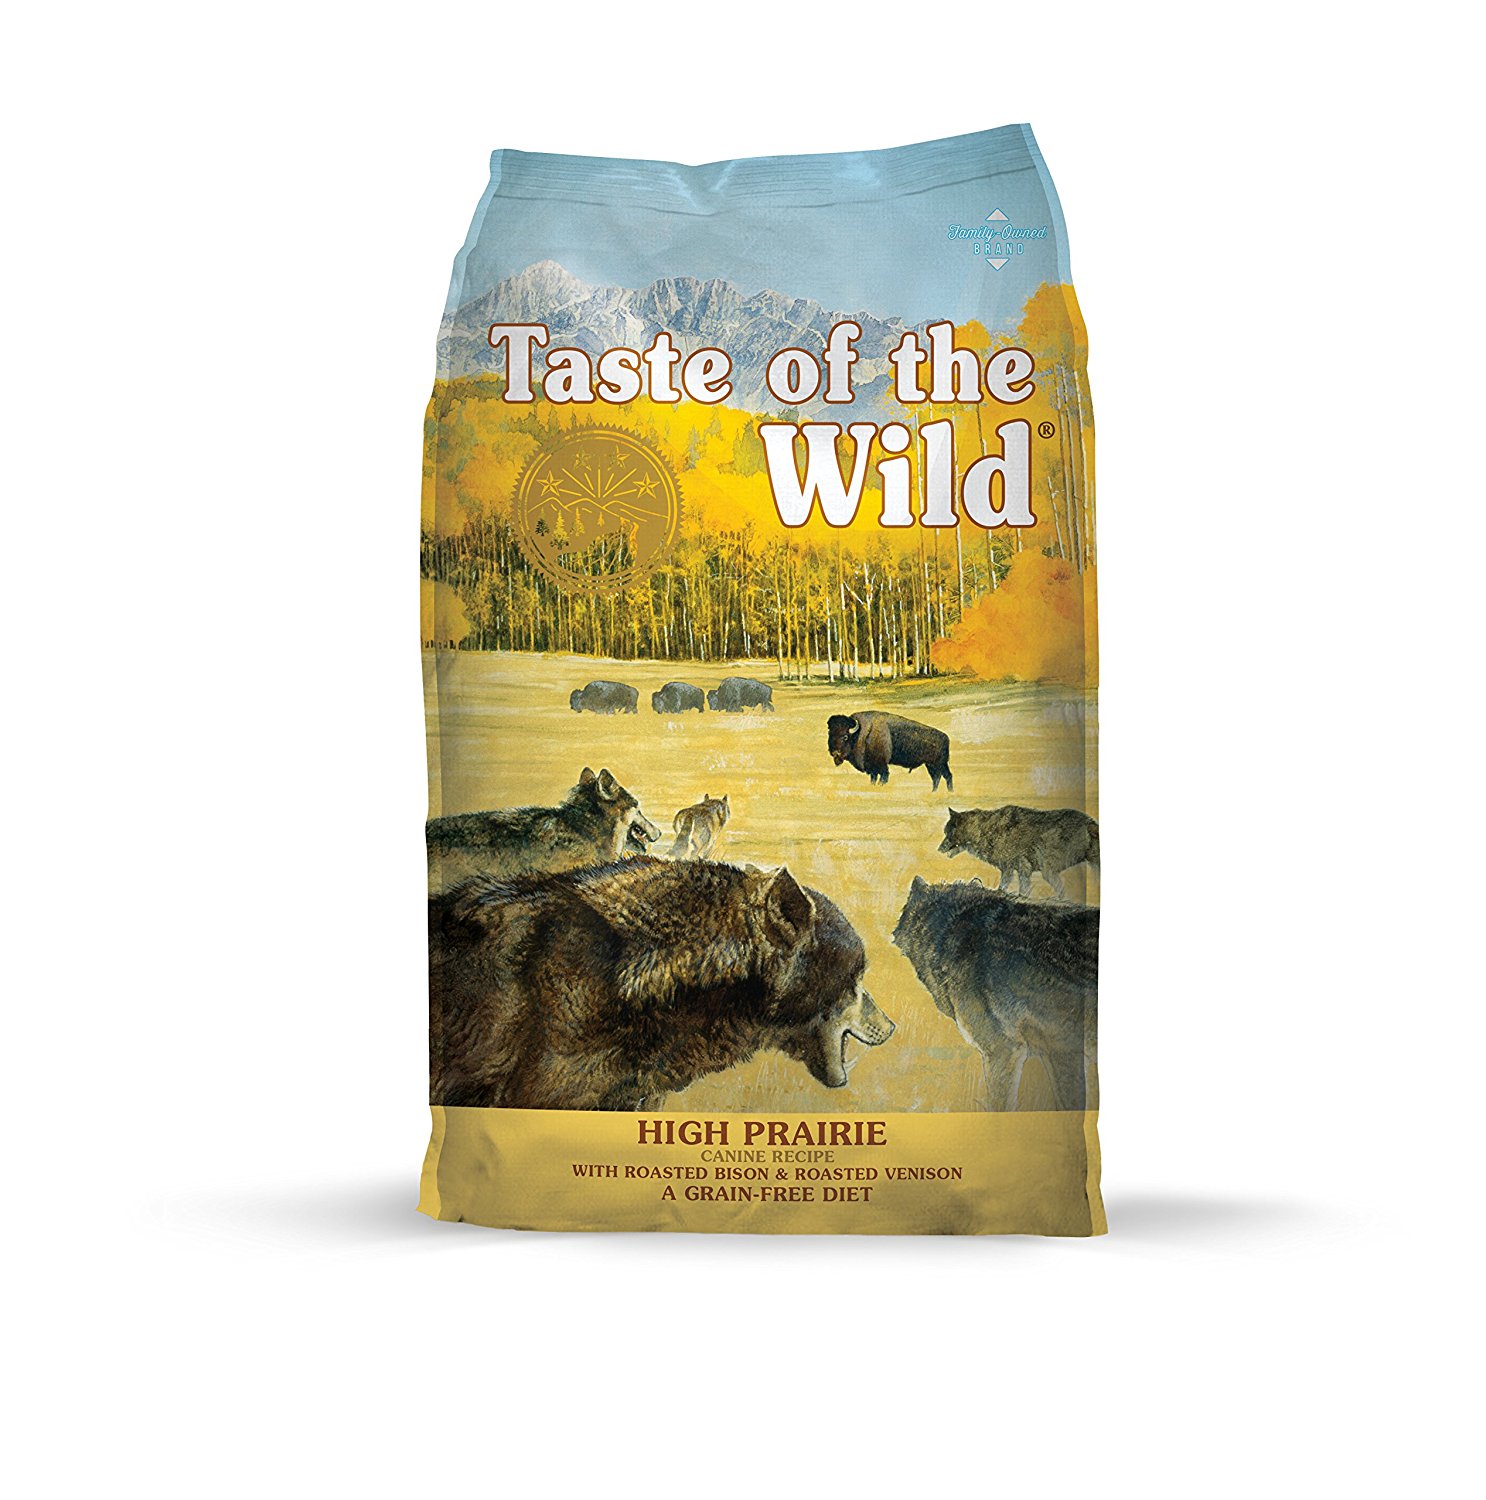 Family-Owned
BRAND
Taste of the
Wild®
HIGH PRAIRIE
CANINE RECIPE
WITH ROASTED BISON & ROASTED VENISON
A GRAIN-FREE DIET